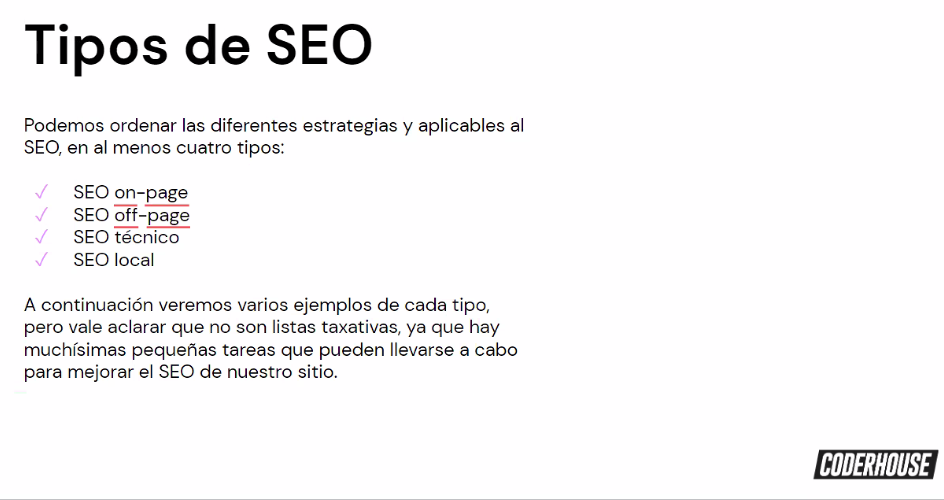 Tipos de SEO
Podemos ordenar las diferentes estrategias y aplicables al
SEO, en al menos cuatro tipos:
✓ SEO on-page
✓ SEO off-page
✓ SEO técnico
✓ SEO local
A continuación veremos varios ejemplos de cada tipo,
pero vale aclarar que no son listas taxativas, ya que hay
muchísimas pequeñas tareas que pueden llevarse a cabo
para mejorar el SEO de nuestro sitio.
CODERHOUSE